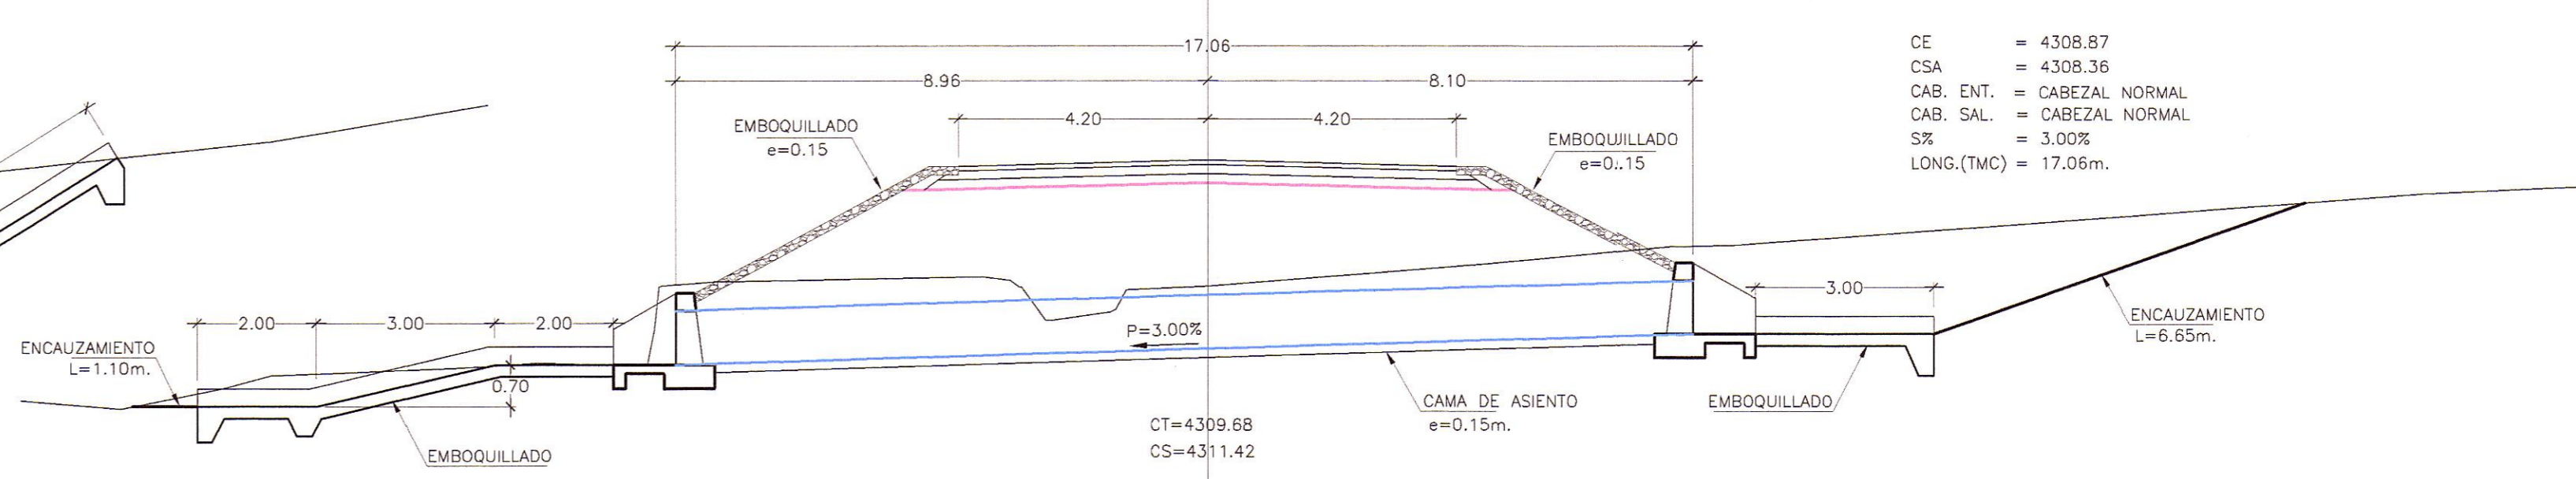 17.06
8.96
8.10
4.20
4.20
EMBOQUILLADO
e=0.15
EMBOQUILLADO
e=0.15
CE = 4308.87
CSA = 4308.36
CAB. ENT. = CABEZAL NORMAL
CAB. SAL. = CABEZAL NORMAL
S% = 3.00%
LONG.(TMC) = 17.06m.
2.00
3.00
2.00
3.00
P=3.00%
ENCAUZAMIENTO
L=1.10m.
ENCAUZAMIENTO
L=6.65m.
0.70
CAMA DE ASIENTO
e=0.15m.
EMBOQUILLADO
CT=4309.68
CS=4311.42
EMBOQUILLADO